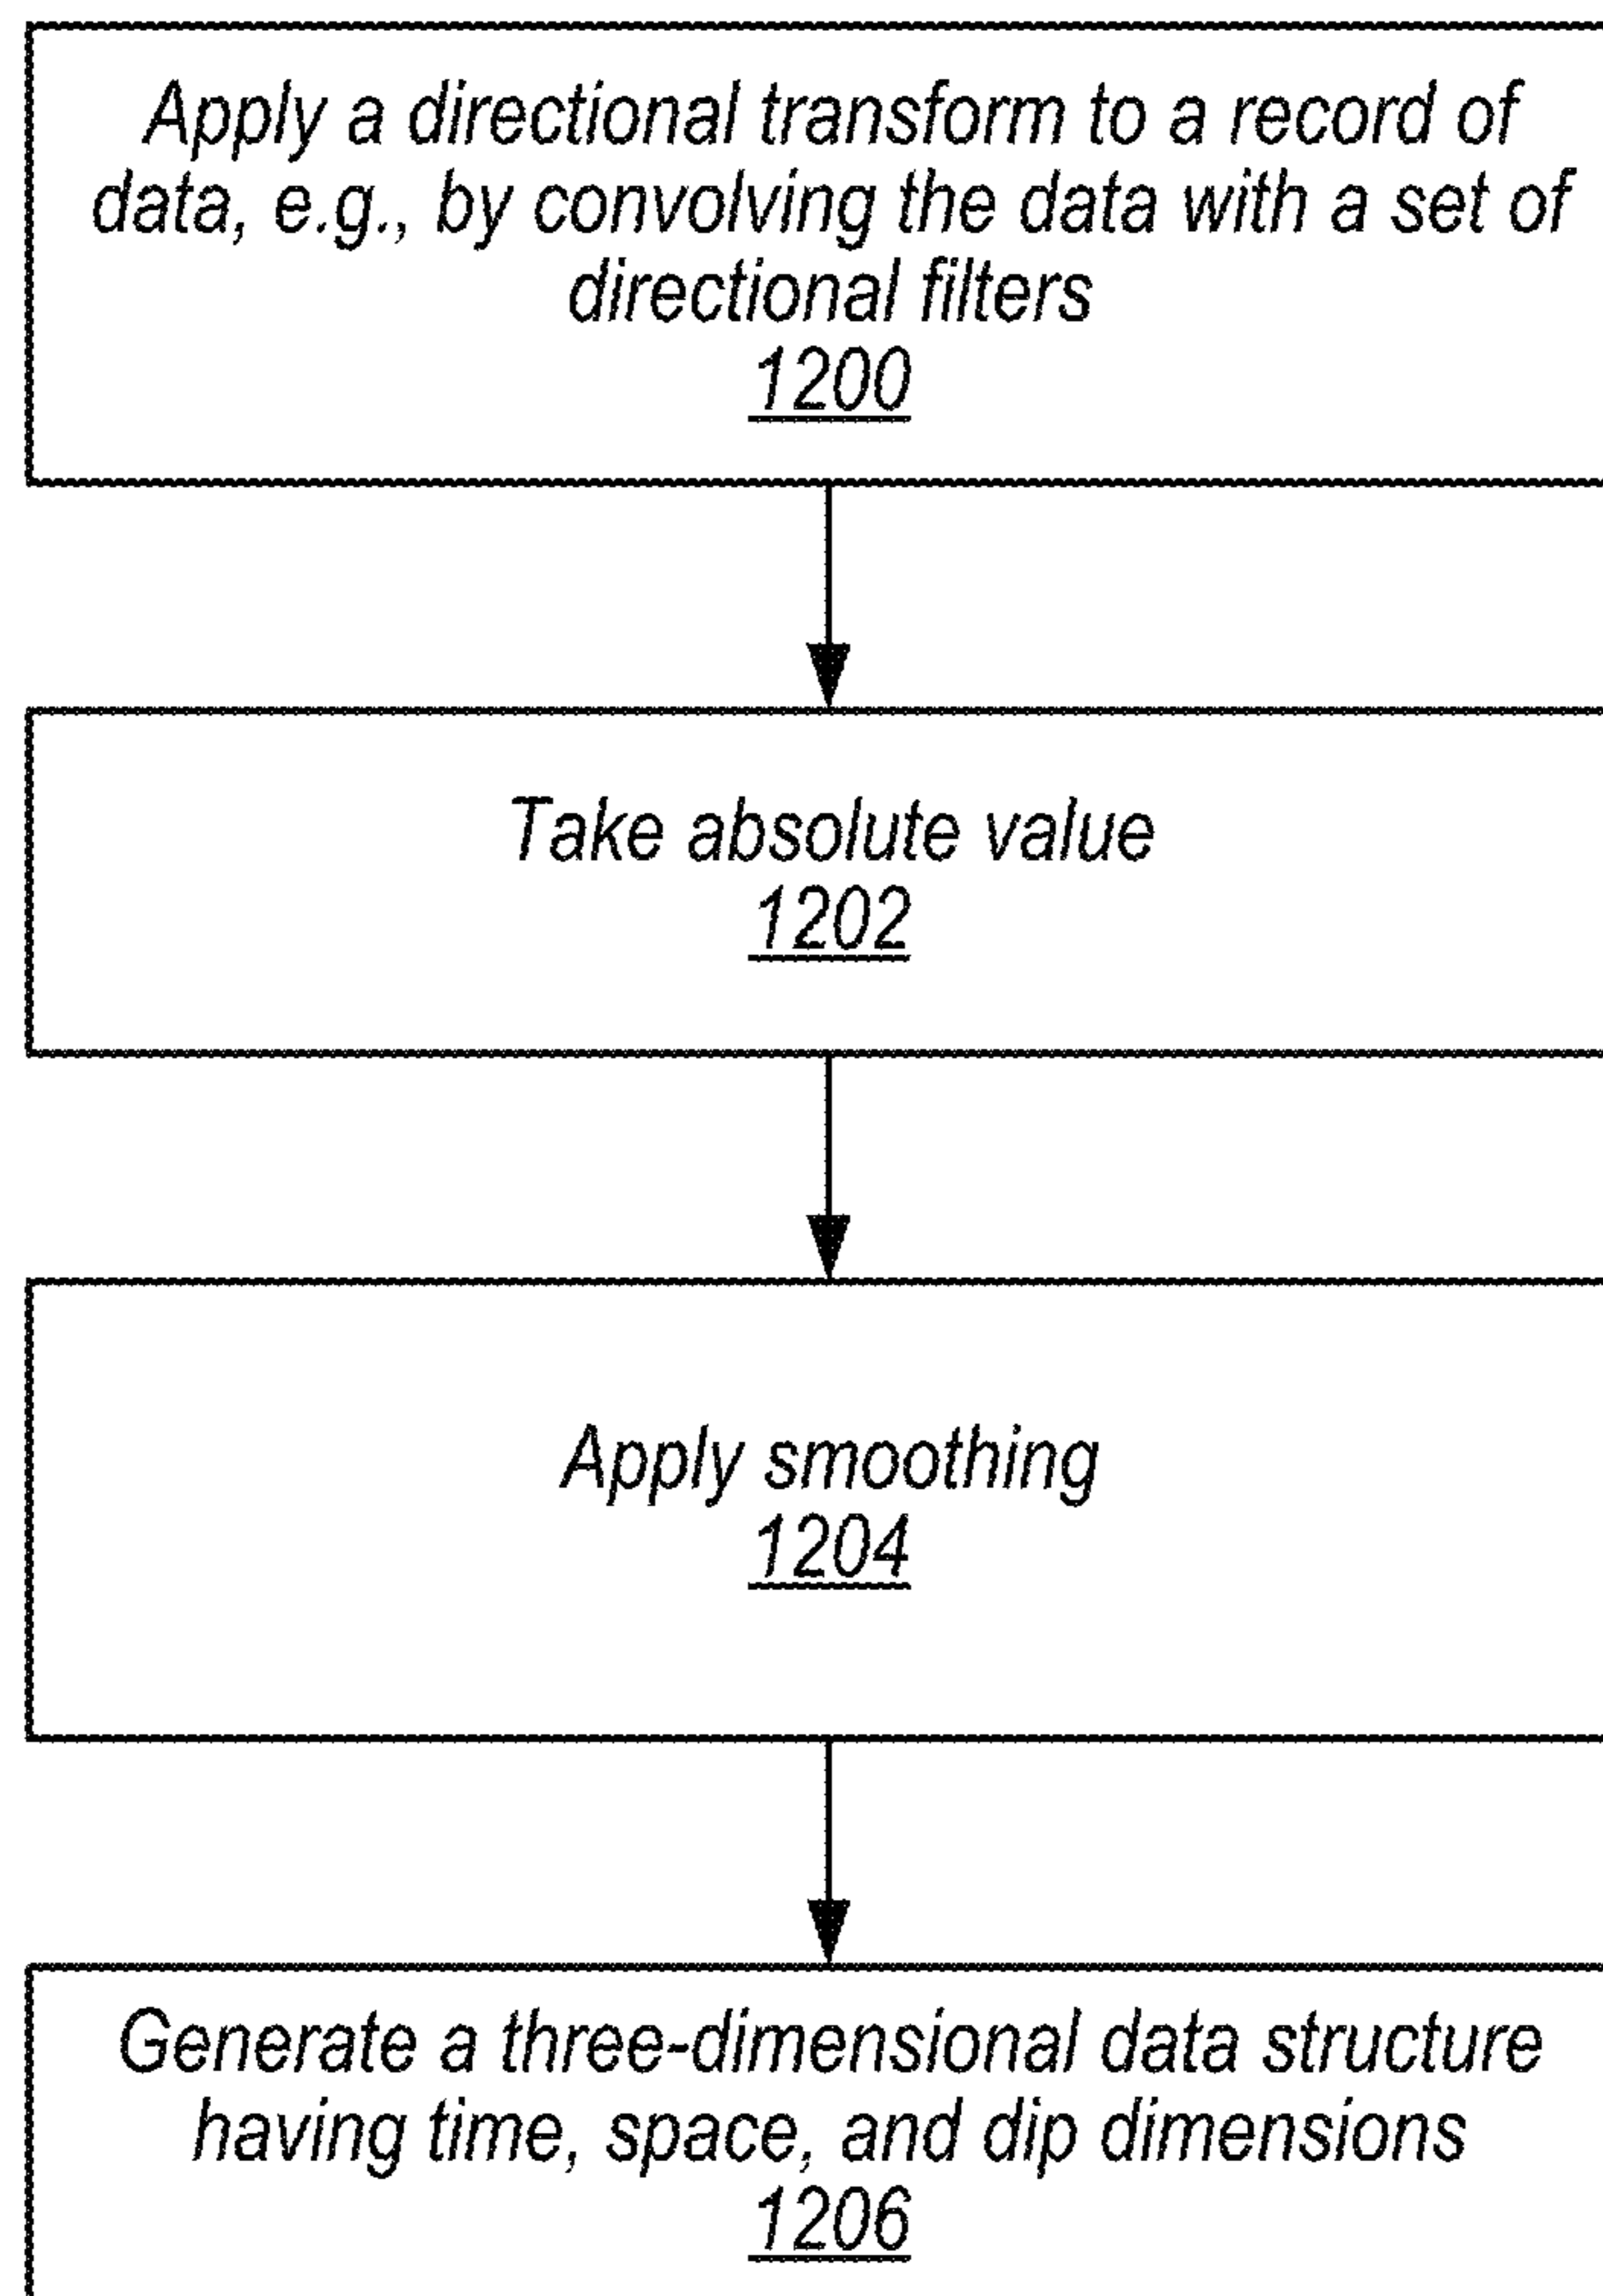 Apply a directional transform to a record of
data, e.g., by convolving the data with a set of
directional filters
1200
Take absolute value
1202
Apply smoothing
1204
Generate a three-dimensional data structure
having time, space, and dip dimensions
1206